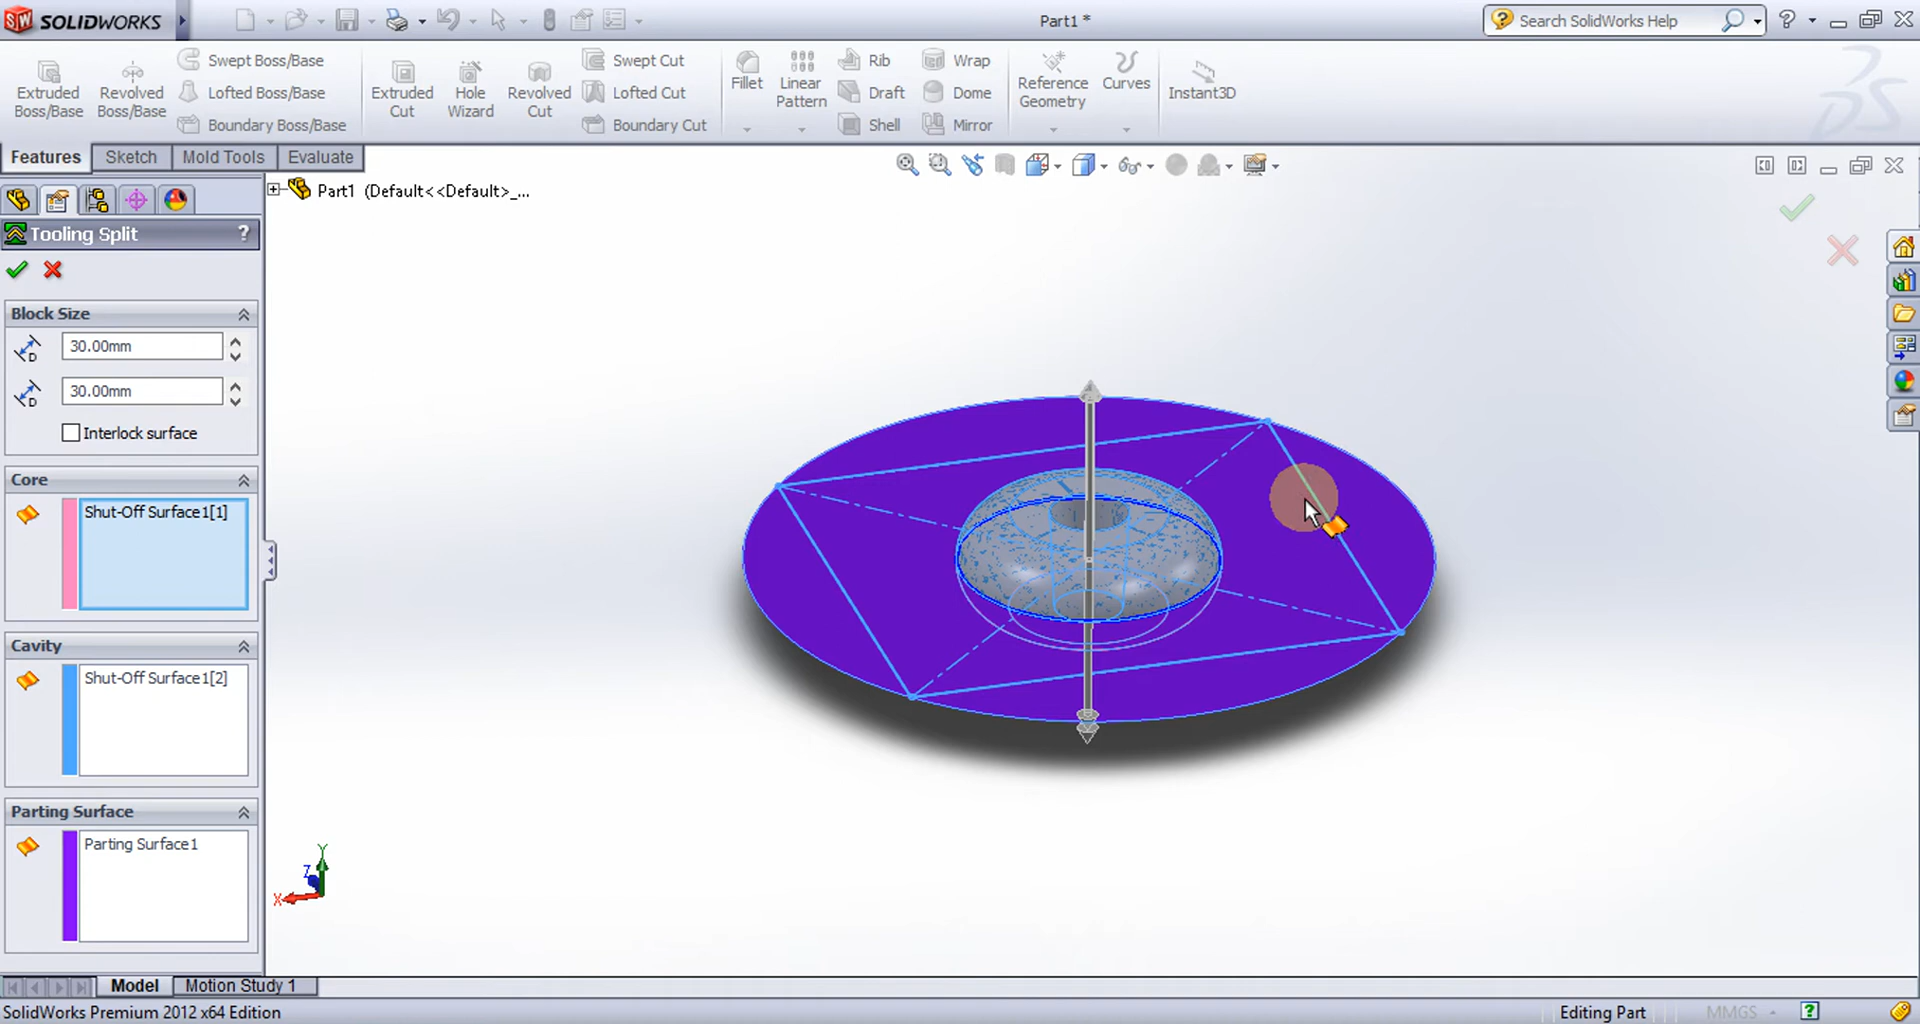 SOLIDWORKS
Part1 *
Search SolidWorks Help
Extruded Boss/Base
Revolved Boss/Base
Swept Boss/Base
Lofted Boss/Base
Boundary Boss/Base
Extruded Cut
Hole Wizard
Revolved Cut
Swept Cut
Lofted Cut
Boundary Cut
Fillet
Linear Pattern
Rib
Draft
Shell
Wrap
Dome
Mirror
Reference Geometry
Curves
Instant3D
Features
Sketch
Mold Tools
Evaluate
Part1 (Default<<Default>_...
Tooling Split
?
Block Size
30.00mm
30.00mm
Interlock surface
Core
Shut-Off Surface1[1]
Cavity
Shut-Off Surface1[2]
Parting Surface
Parting Surface1
Y
Z
X
Model
Motion Study 1
SolidWorks Premium 2012 x64 Edition
Editing Part
MMGS